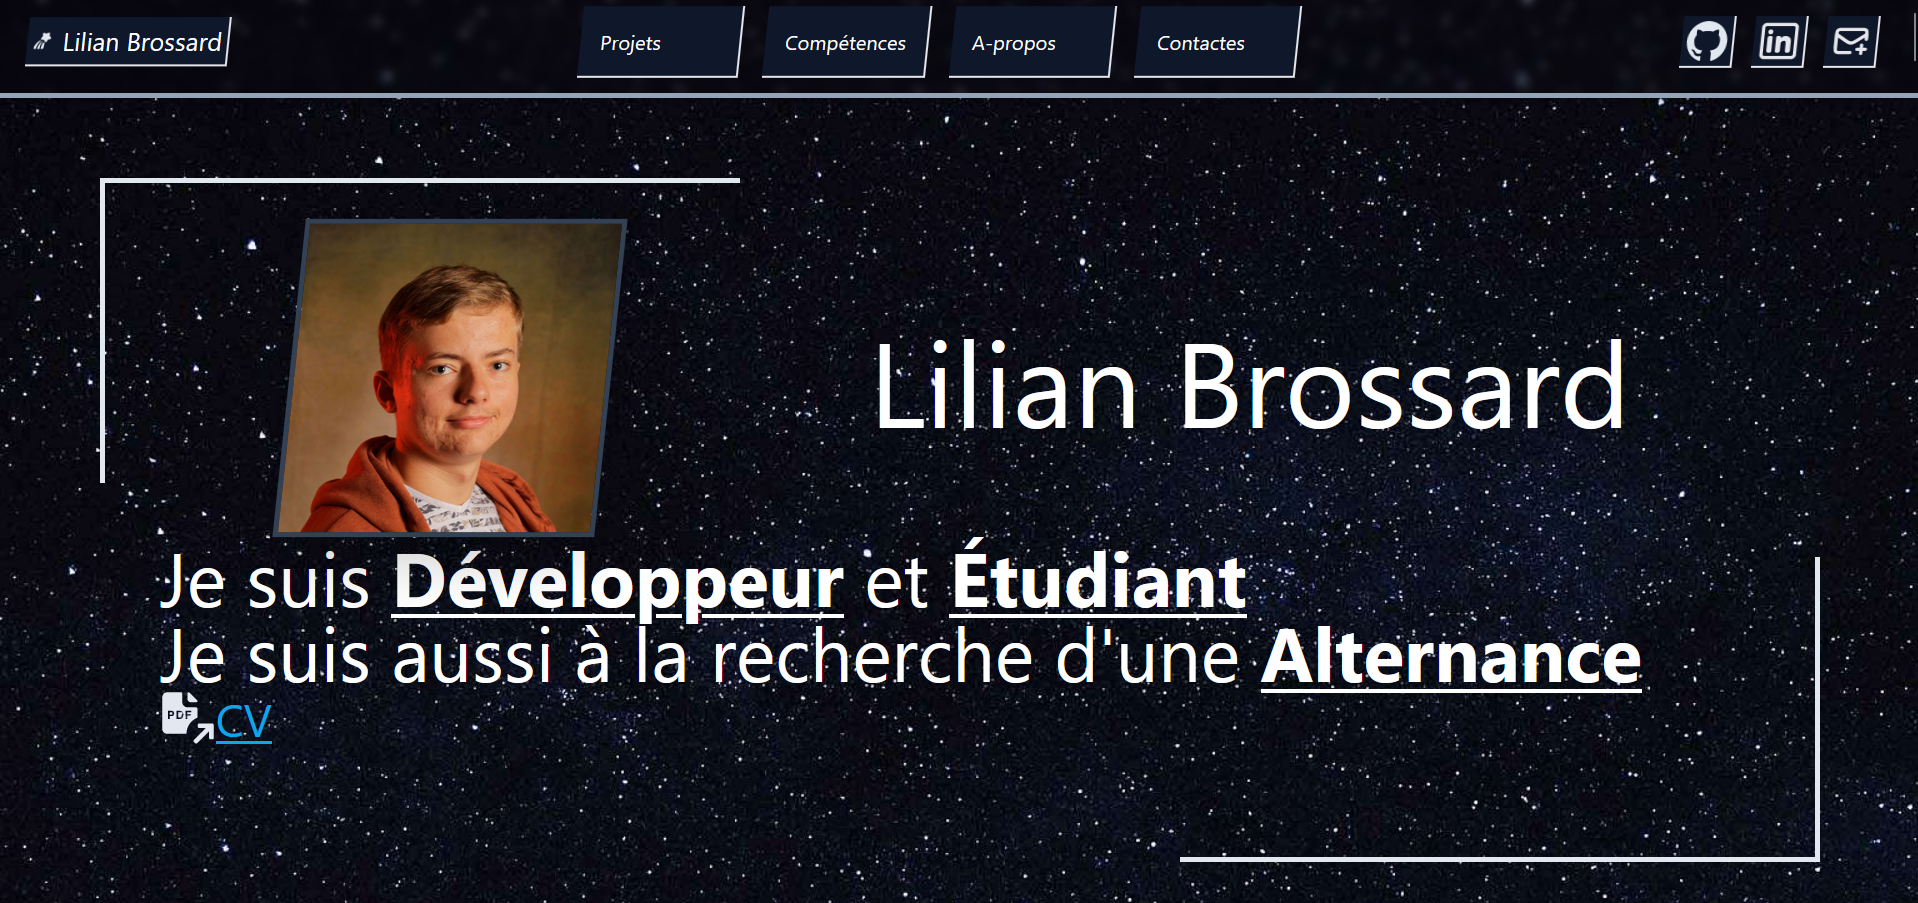 Lilian Brossard
Projets
Compétences
A-propos
Contactes
in
Lilian Brossard
Je suis Développeur et Étudiant
Je suis aussi à la recherche d'une Alternance
PDF CV